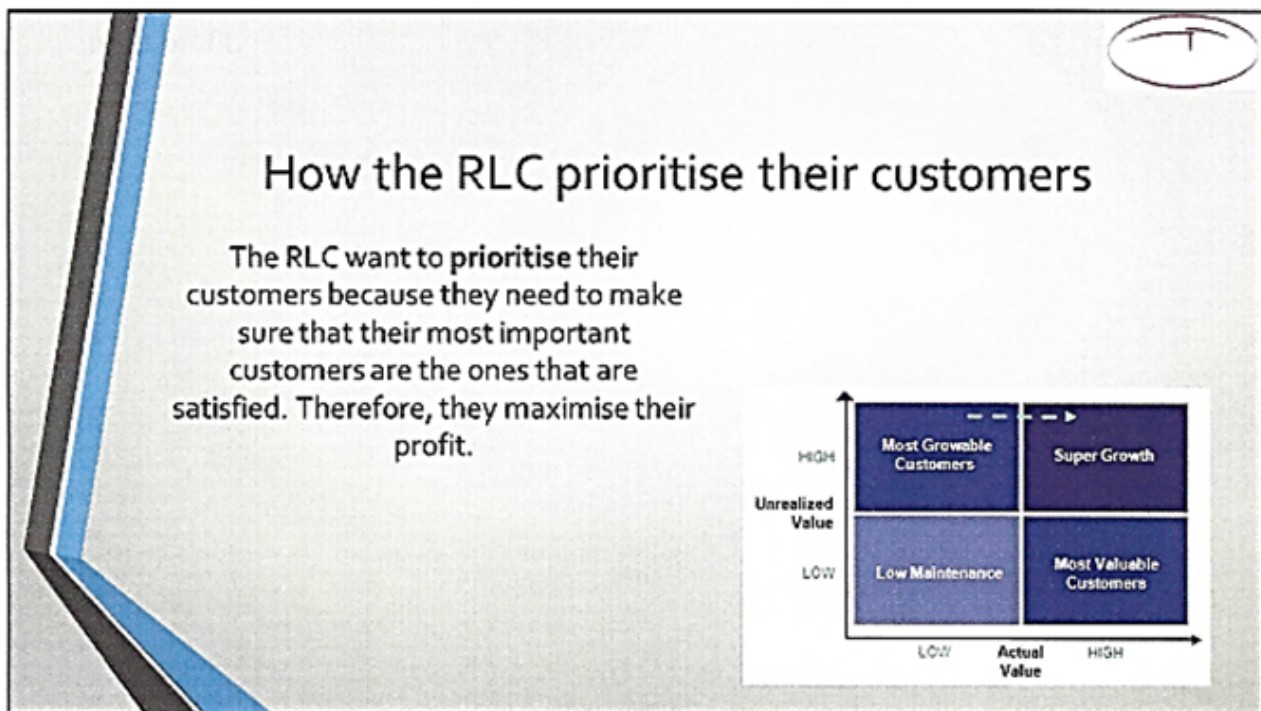 How the RLC prioritise their customers
The RLC want to prioritise their
customers because they need to make
sure that their most important
customers are the ones that are
satisfied. Therefore, they maximise their
profit.
HIGH
Unrealized
Value
LOW
Most Growable
Customers
Super Growth
Low Maintenance
Most Valuable
Customers
LOW
Actual
Value
HIGH